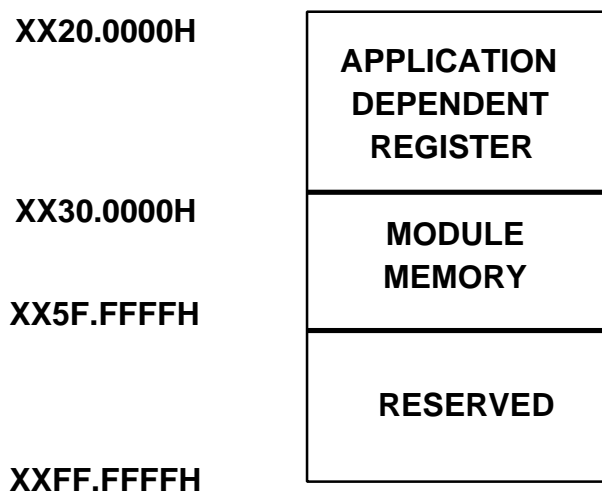 XX20.0000H
APPLICATION
DEPENDENT
REGISTER
XX30.0000H
MODULE
MEMORY
XX5F.FFFFH
RESERVED
XXFF.FFFFH